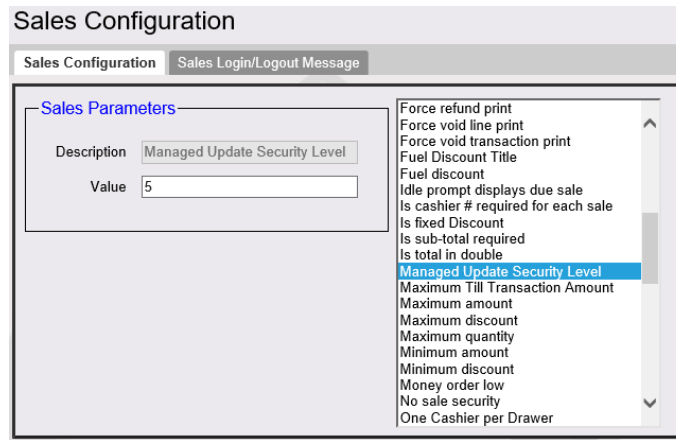 Sales Configuration
Sales Configuration
Sales Login/Logout Message
Sales Parameters
Description
Managed Update Security Level
Value
5
Force refund print
Force void line print
Force void transaction print
Fuel Discount Title
Fuel discount
Idle prompt displays due sale
Is cashier # required for each sale
Is fixed Discount
Is sub-total required
Is total in double
Managed Update Security Level
Maximum Till Transaction Amount
Maximum amount
Maximum discount
Maximum quantity
Minimum amount
Minimum discount
Money order low
No sale security
One Cashier per Drawer